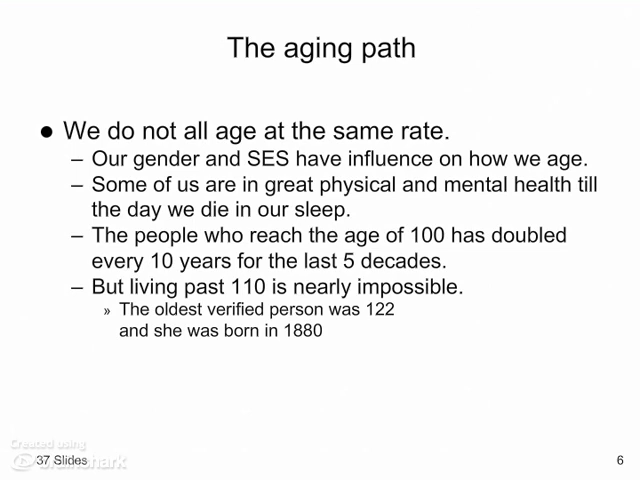 The aging path
● We do not all age at the same rate.
– Our gender and SES have influence on how we age.
– Some of us are in great physical and mental health till
the day we die in our sleep.
– The people who reach the age of 100 has doubled
every 10 years for the last 5 decades.
– But living past 110 is nearly impossible.
» The oldest verified person was 122
and she was born in 1880
Created using
brainshark
37 Slides
6